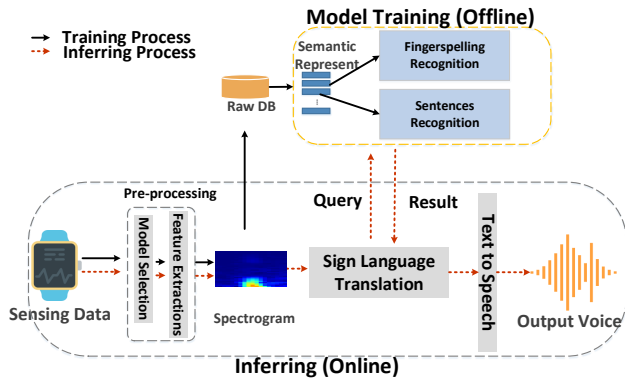 Model Training (Offline)
Training Process
Inferring Process
Semantic
Represent
Fingerspelling
Recognition
Raw DB
Sentences
Recognition
Pre-processing
Query
Result
Model Selection
Feature Extractions
Sign Language
Translation
Text to Speech
Sensing Data
Spectrogram
Output Voice
Inferring (Online)